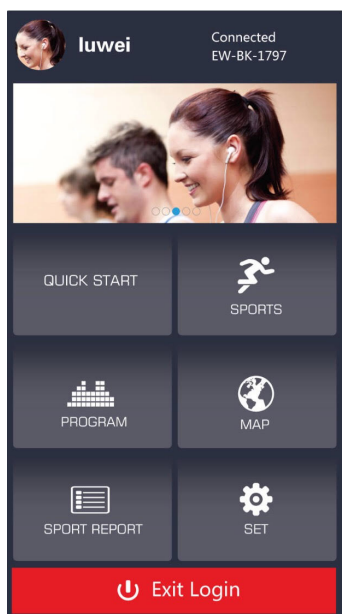 luwei
Connected
EW-BK-1797
QUICK START
SPORTS
PROGRAM
MAP
SPORT REPORT
SET
Exit Login